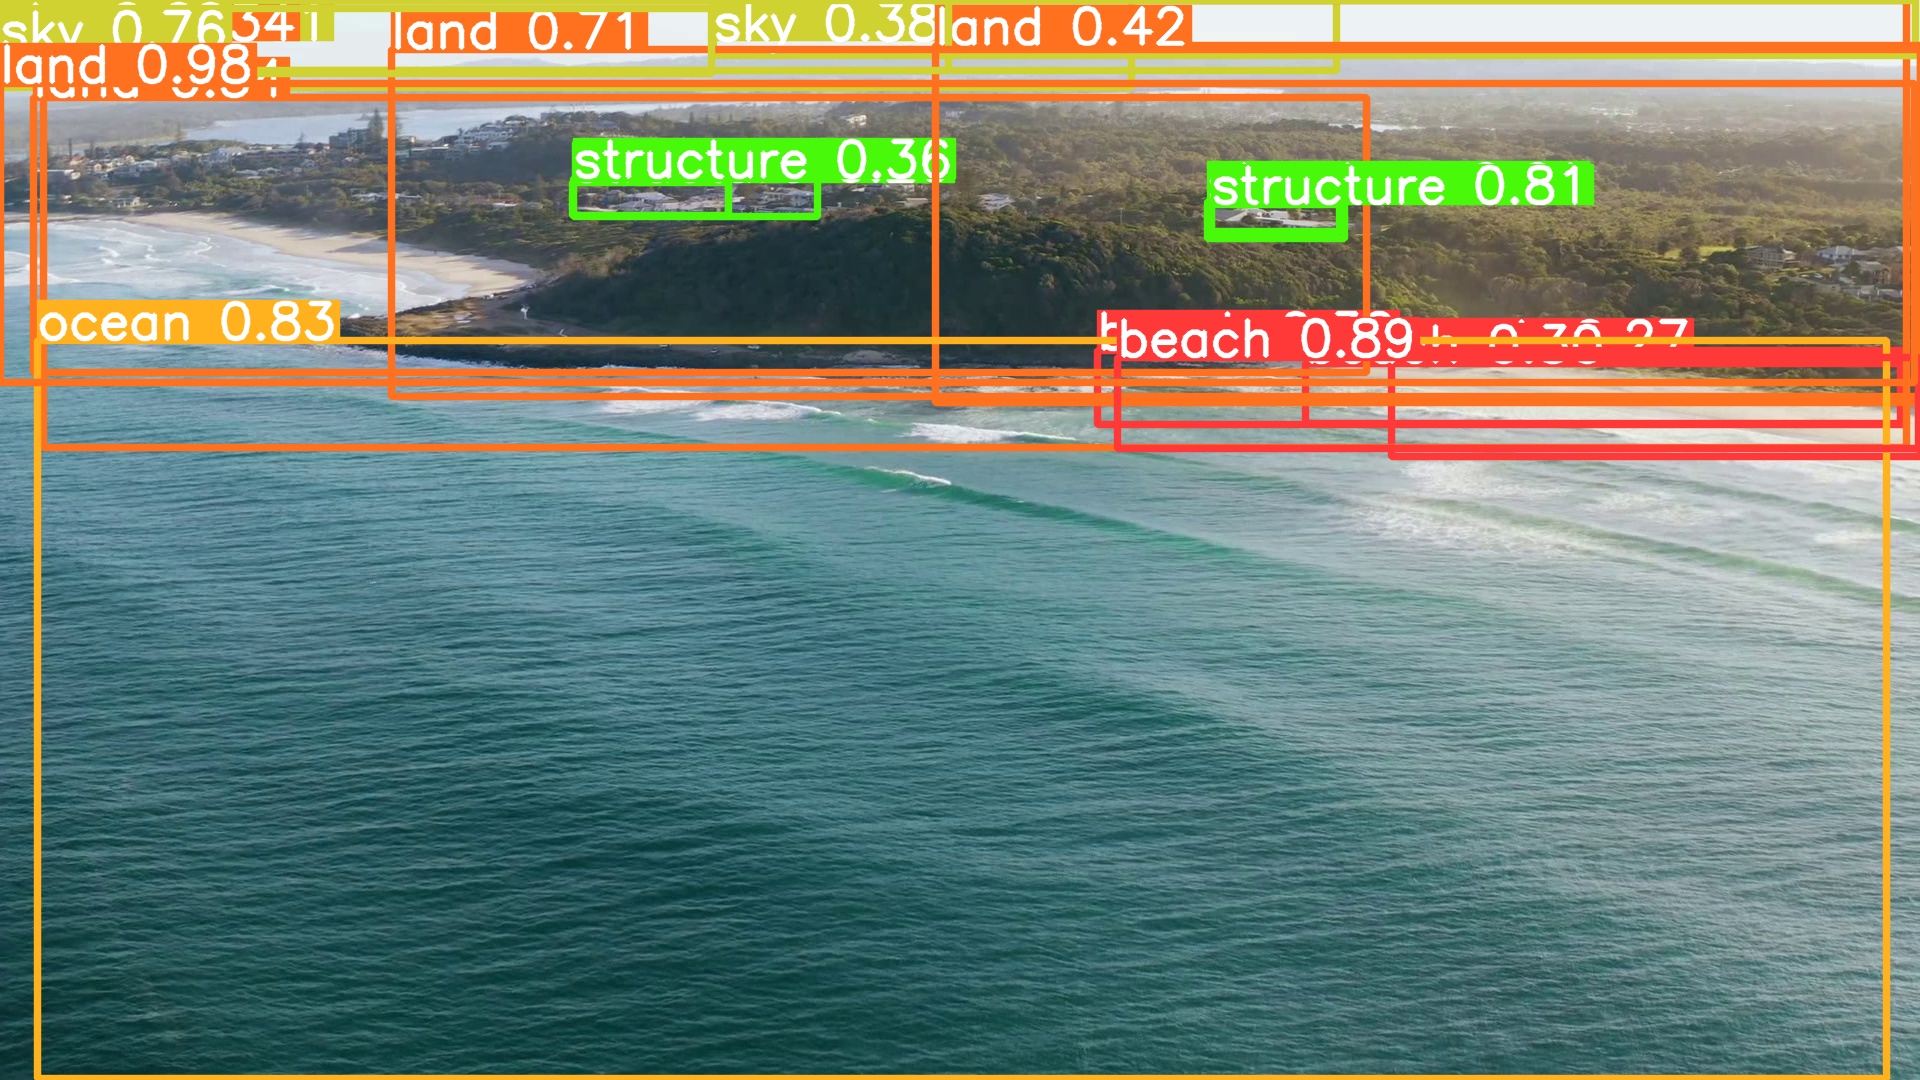 sky 0.76
land 0.71
sky 0.38
land 0.42
land 0.98
structure 0.36
structure 0.81
ocean 0.83
beach 0.89